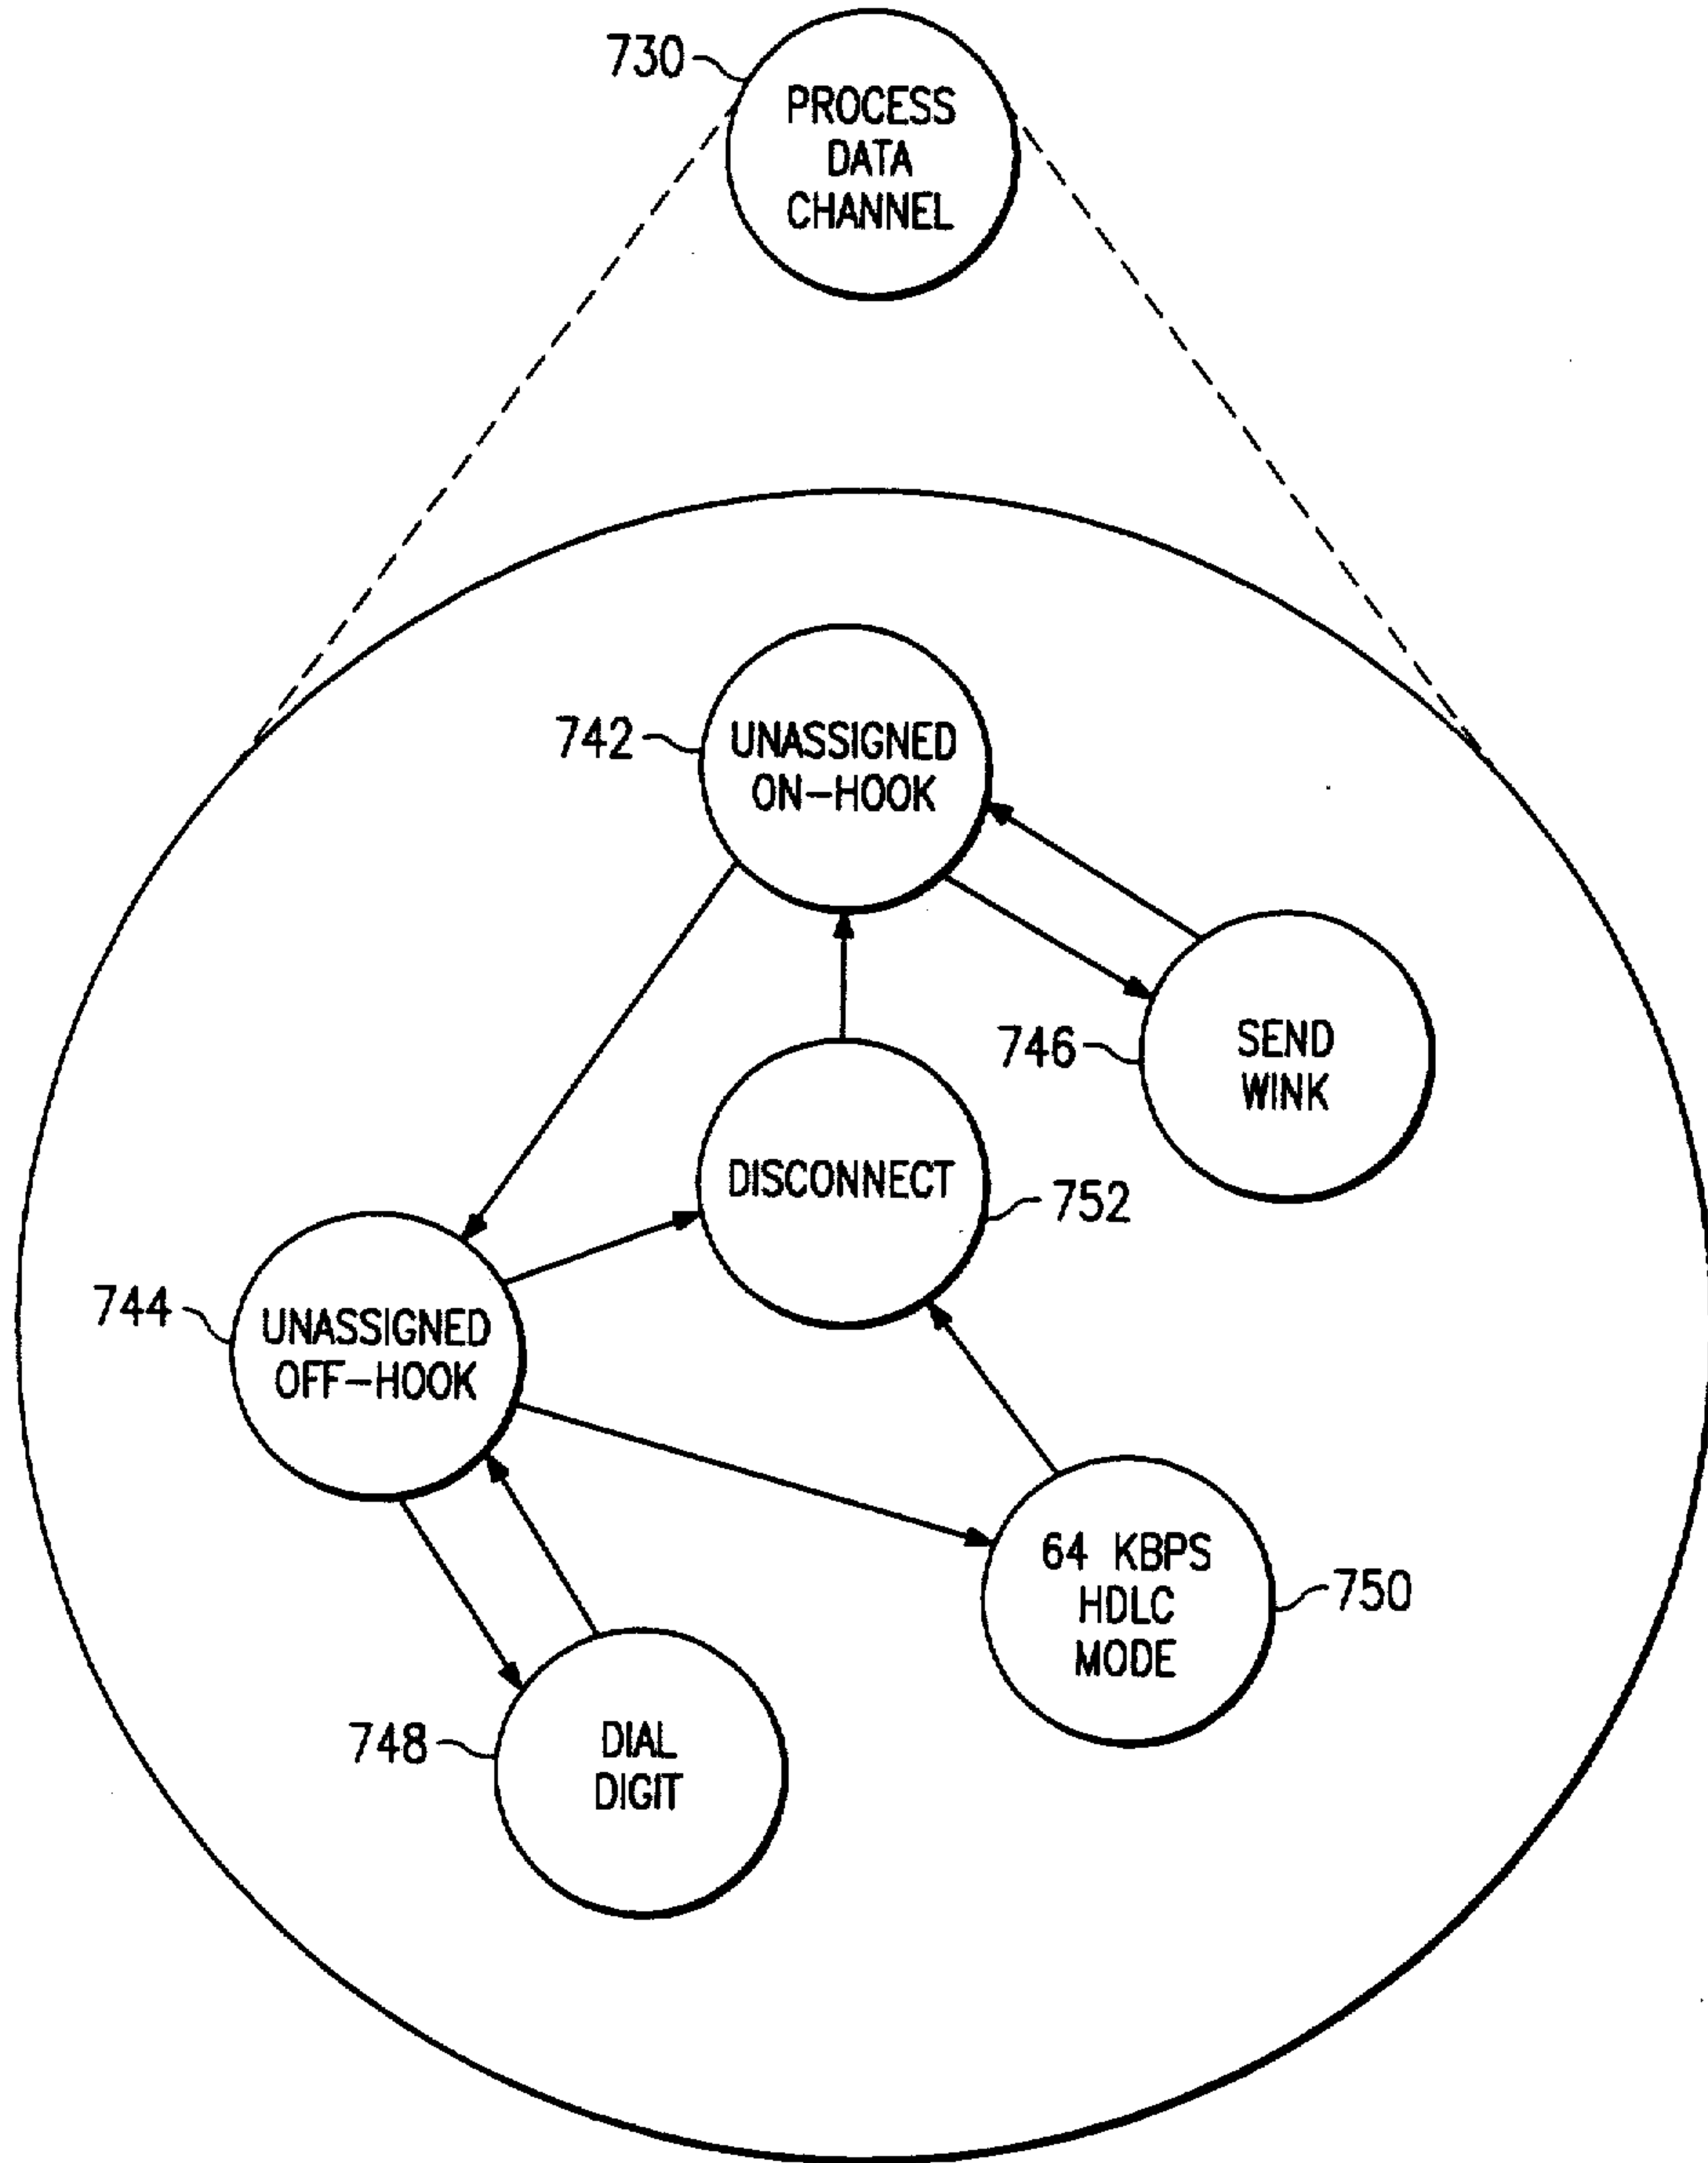 730
PROCESS
DATA
CHANNEL
742
UNASSIGNED
ON-HOOK
746
SEND
WINK
DISCONNECT
752
744
UNASSIGNED
OFF-HOOK
64 KBPS
HDLC
MODE
750
748
DIAL
DIGIT